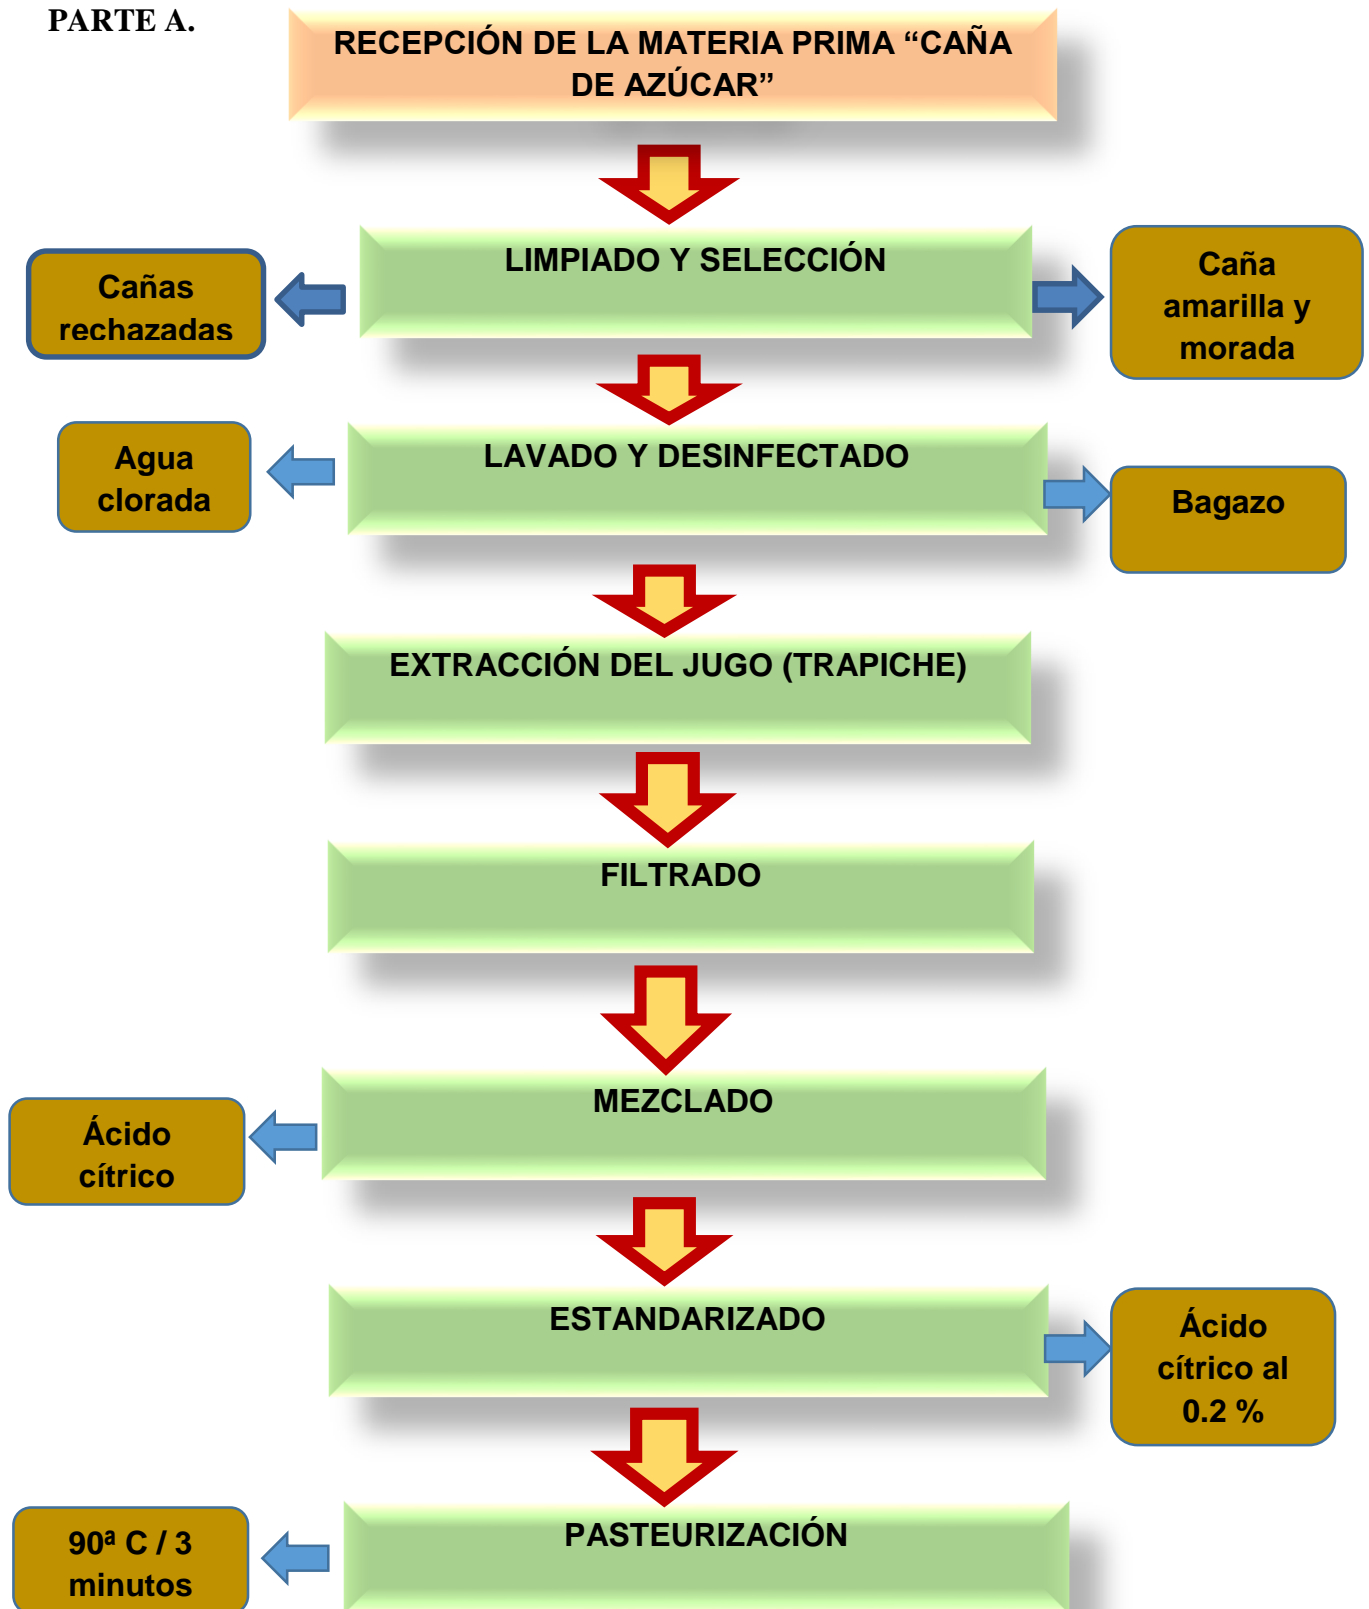 PARTE A.
RECEPCIÓN DE LA MATERIA PRIMA “CAÑA
DE AZÚCAR”
LIMPIADO Y SELECCIÓN
Cañas
rechazadas
Caña
amarilla y
morada
LAVADO Y DESINFECTADO
Agua
clorada
Bagazo
EXTRACCIÓN DEL JUGO (TRAPICHE)
FILTRADO
MEZCLADO
Ácido
cítrico
ESTANDARIZADO
Ácido
cítrico al
0.2 %
PASTEURIZACIÓN
90ª C / 3
minutos